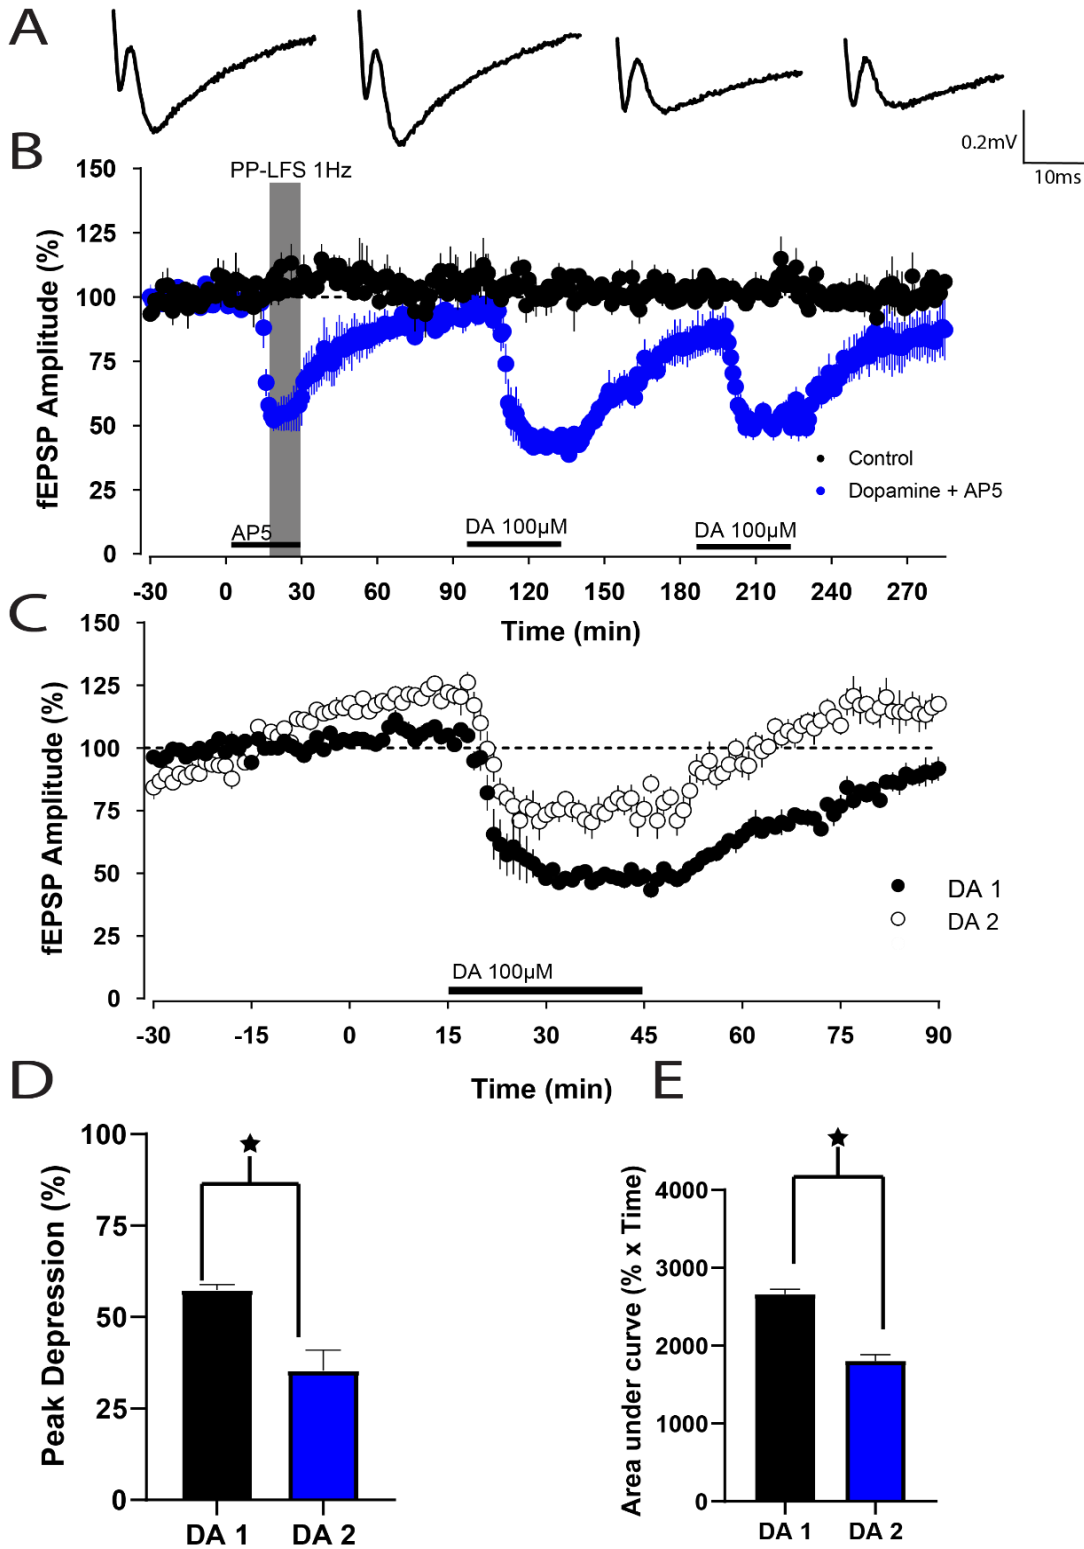 A
0.2mV
10ms
B
PP-LFS 1Hz
fEPSP Amplitude (%)
150
125
100
75
50
25
0
Control
Dopamine + AP5
AP5
DA 100µM
DA 100µM
-30 0 30 60 90 120 150 180 210 240 270
Time (min)
C
fEPSP Amplitude (%)
150
125
100
75
50
25
0
DA 1
DA 2
DA 100µM
-30 -15 0 15 30 45 60 75 90
Time (min)
D
Peak Depression (%)
100
75
50
25
0
DA 1 DA 2
E
Area under curve (% x Time)
4000
3000
2000
1000
0
DA 1 DA 2